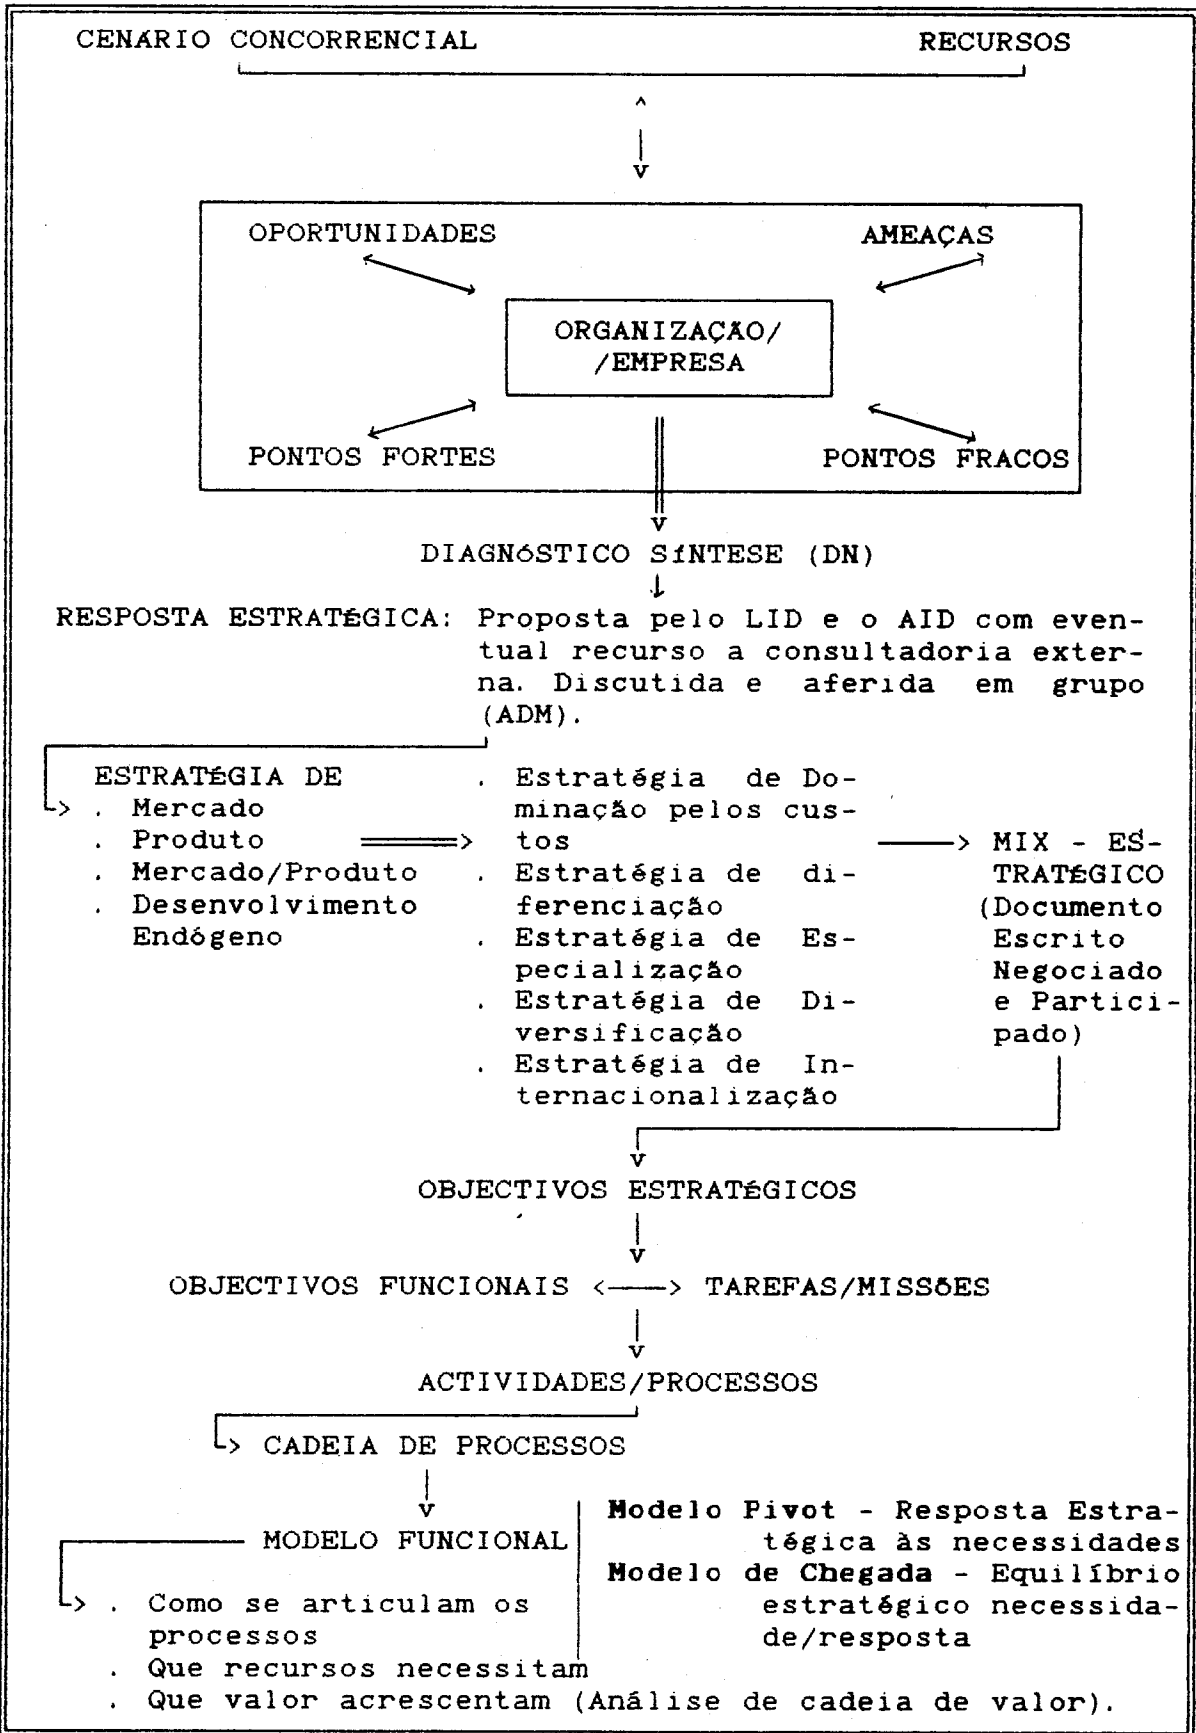 CENÁRIO CONCORRENCIAL RECURSOS
OPORTUNIDADES AMEAÇAS
ORGANIZAÇÃO/
/EMPRESA
PONTOS FORTES PONTOS FRACOS
DIAGNÓSTICO SÍNTESE (DN)
RESPOSTA ESTRATÉGICA: Proposta pelo LID e o AID com even-
tual recurso a consultadoria exter-
na. Discutida e aferida em grupo
(ADM).
ESTRATÉGIA DE
. Mercado
. Produto
. Mercado/Produto
. Desenvolvimento
Endógeno
. Estratégia de Do-
minação pelos cus-
tos
. Estratégia de di-
ferenciação
. Estratégia de Es-
pecialização
. Estratégia de Di-
versificação
. Estratégia de In-
ternacionalização
MIX - ES-
TRATÉGICO
(Documento
Escrito
Negociado
e Partici-
pado)
OBJECTIVOS ESTRATÉGICOS
OBJECTIVOS FUNCIONAIS <——> TAREFAS/MISSÕES
ACTIVIDADES/PROCESSOS
CADEIA DE PROCESSOS
MODELO FUNCIONAL
Modelo Pivot - Resposta Estra-
tégica às necessidades
Modelo de Chegada - Equilíbrio
estratégico necessida-
de/resposta
. Como se articulam os
processos
. Que recursos necessitam
. Que valor acrescentam (Análise de cadeia de valor).